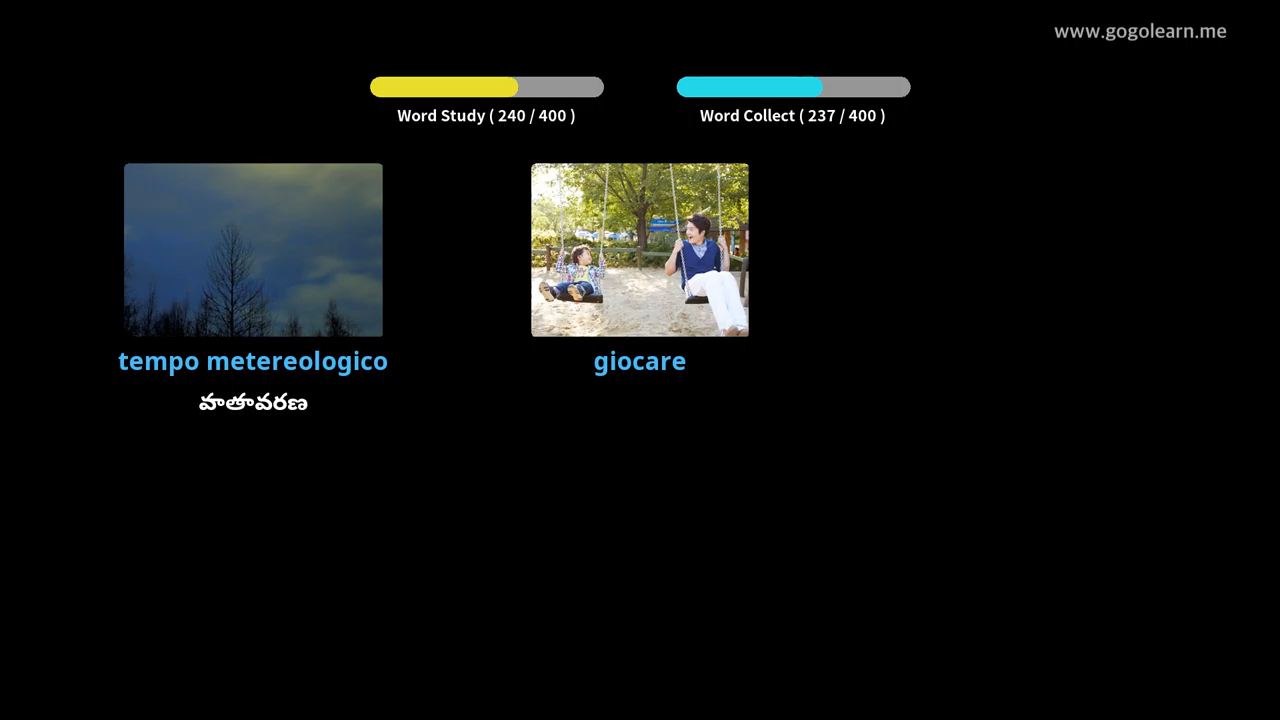 www.gogolearn.me
Word Study ( 240 / 400 )
Word Collect ( 237 / 400 )
tempo metereologico
వాతావరణ
giocare